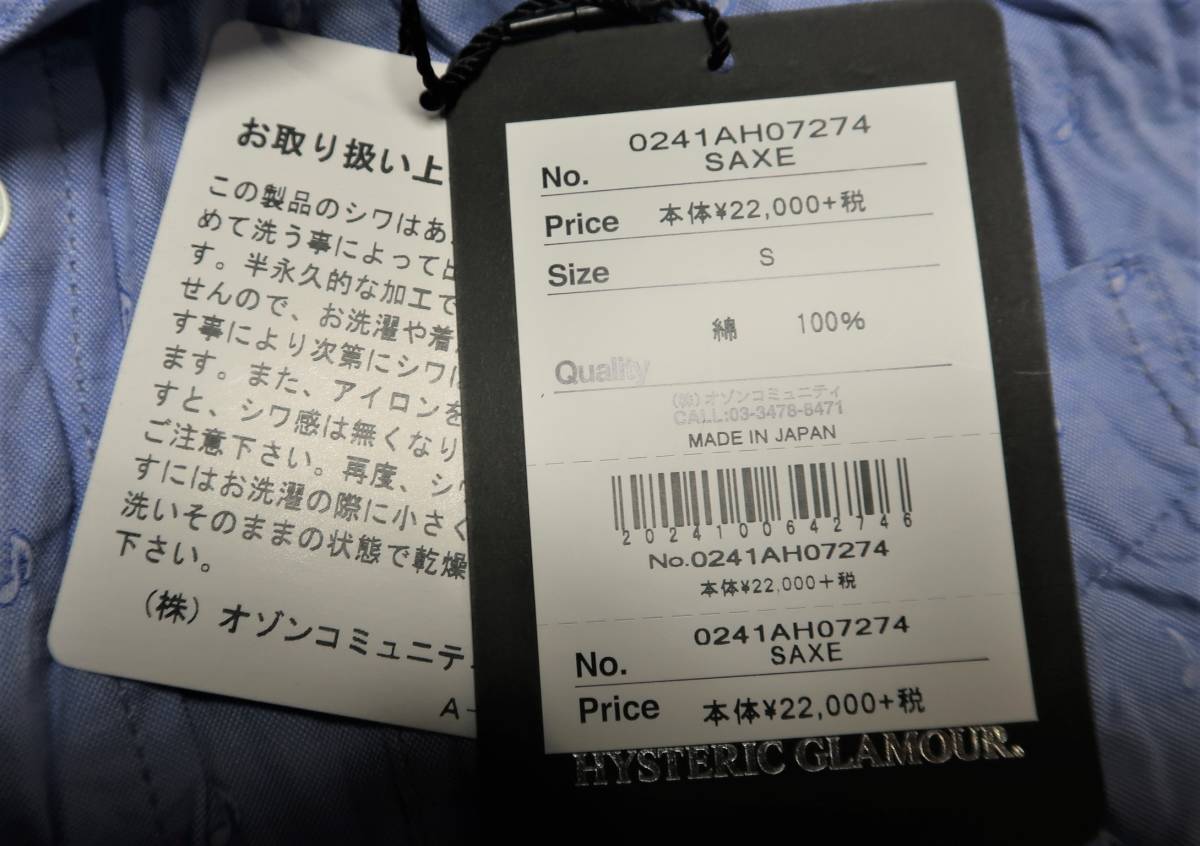 お取り扱い上
この製品のシワはあ
めて洗う事によって出
す。半永久的な加工で
せんので、お洗濯や着
す事により次第にシワ
ます。また、アイロンを
すと、シワ感は無くなり
ご注意下さい。再度、シワ
すにはお洗濯の際に小さく
洗いそのままの状態で乾燥
下さい。
（株）オゾンコミュニティ
A-
0241AH07274
No. SAXE
Price 本体¥22,000+税
Size S
綿 100%
Quality
（株）オゾンコミュニティ
CALL:03-3478-8471
MADE IN JAPAN
2024100642746
No.0241AH07274
本体¥22,000+税
0241AH07274
No. SAXE
Price 本体¥22,000+税
HYSTERIC GLAMOUR.